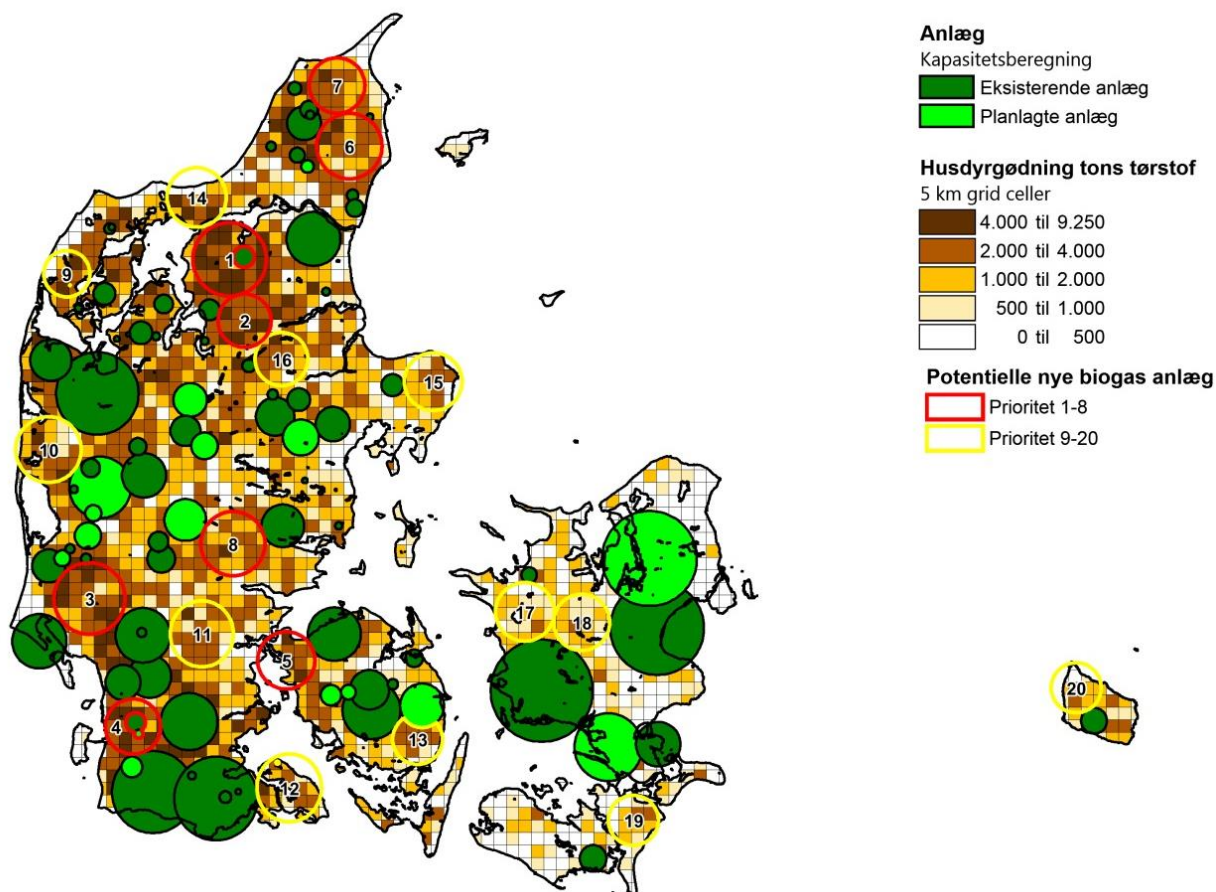 Anlæg
Kapasitetsberegning
Eksisterende anlæg
Planlagte anlæg
Husdyrgødning tons tørstof
5 km grid celler
4.000 til 9.250
2.000 til 4.000
1.000 til 2.000
500 til 1.000
0 til 500
Potentielle nye biogas anlæg
Prioritet 1-8
Prioritet 9-20
7
6
14
1
9
2
16
15
10
8
3
17
18
11
5
20
4
13
12
19